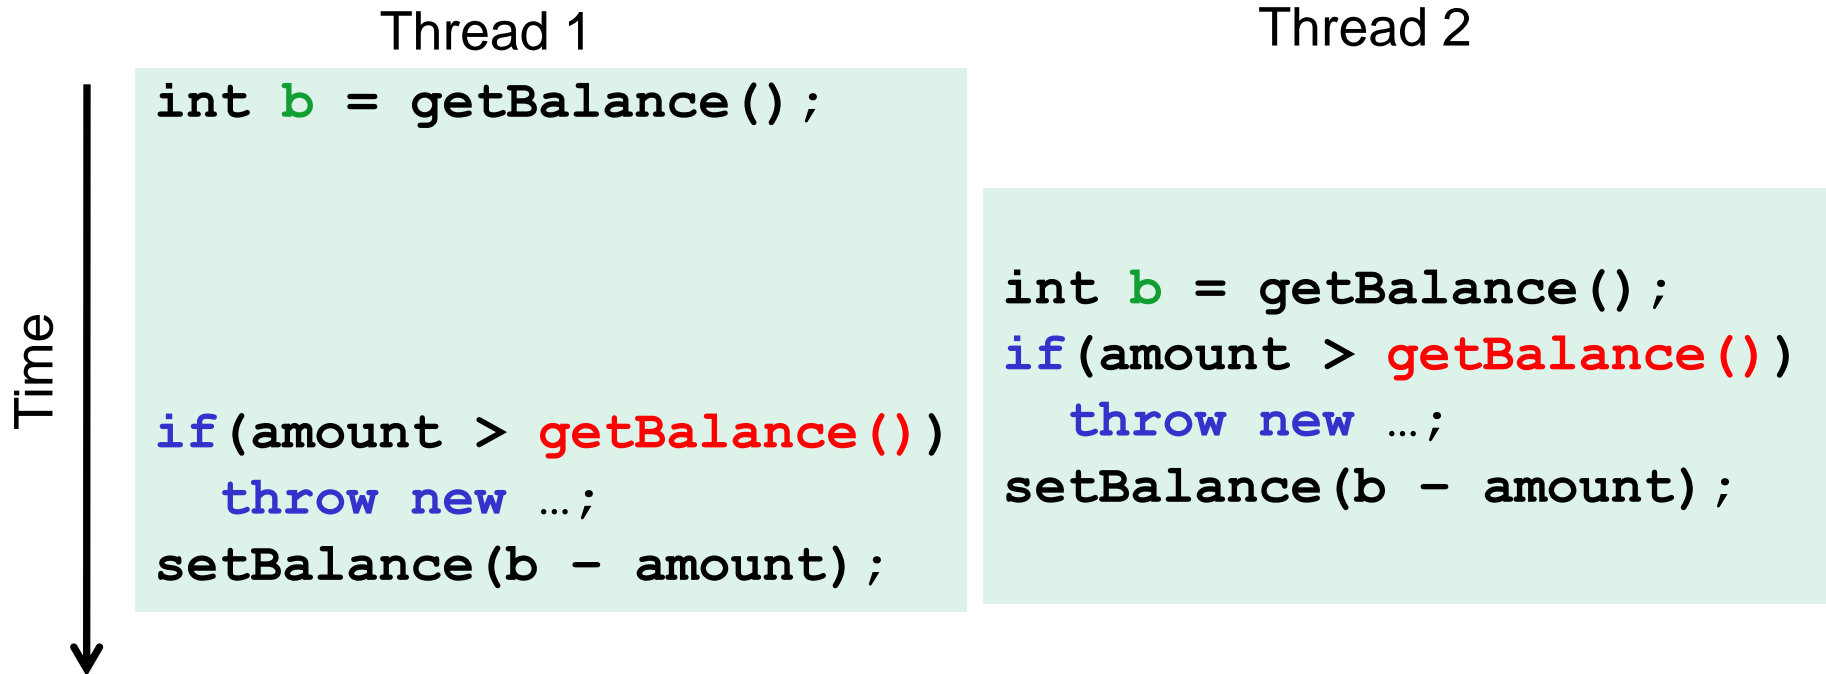 Thread 1
Thread 2
Time
int b = getBalance();
if(amount > getBalance())
  throw new …;
setBalance(b – amount);
int b = getBalance();
if(amount > getBalance())
  throw new …;
setBalance(b – amount);